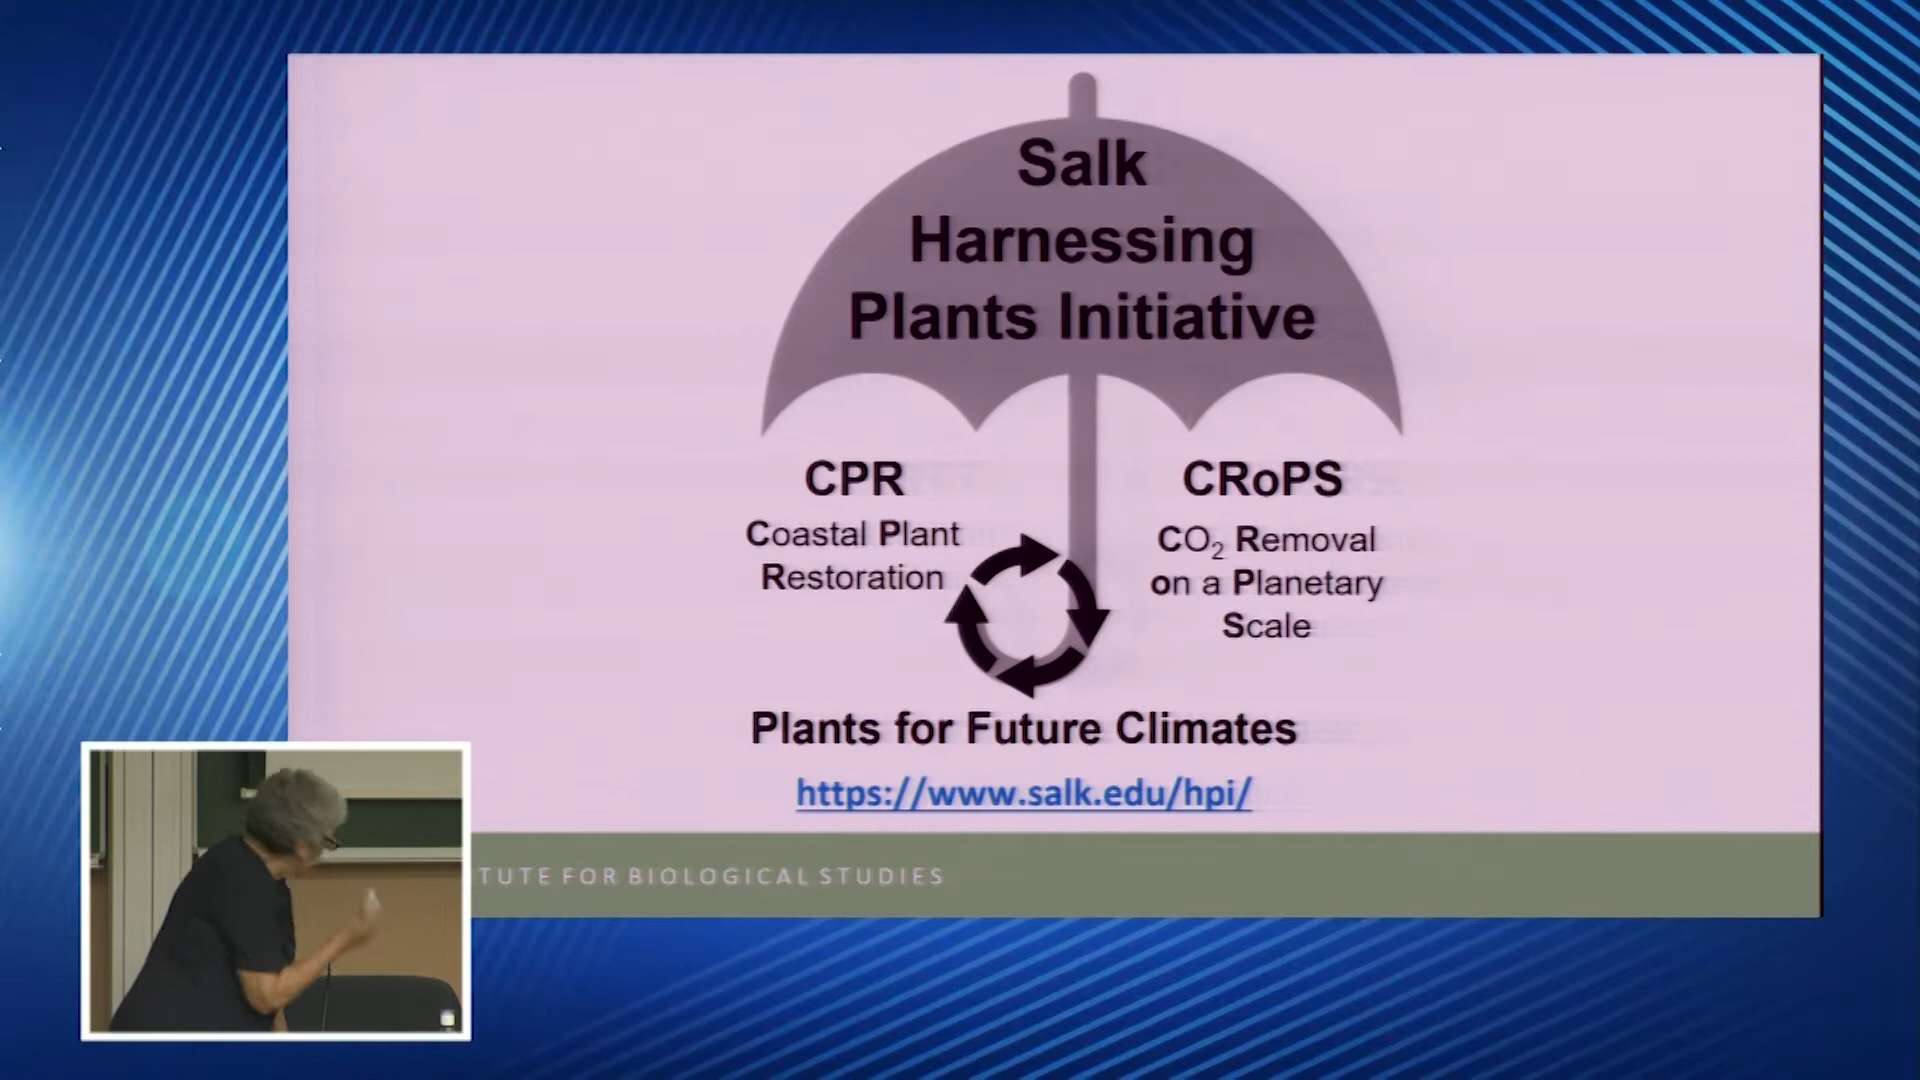 Salk
Harnessing
Plants Initiative
CPR
Coastal Plant
Restoration
CRoPS
CO₂ Removal
on a Planetary
Scale
Plants for Future Climates
https://www.salk.edu/hpi/
TUTE FOR BIOLOGICAL STUDIES